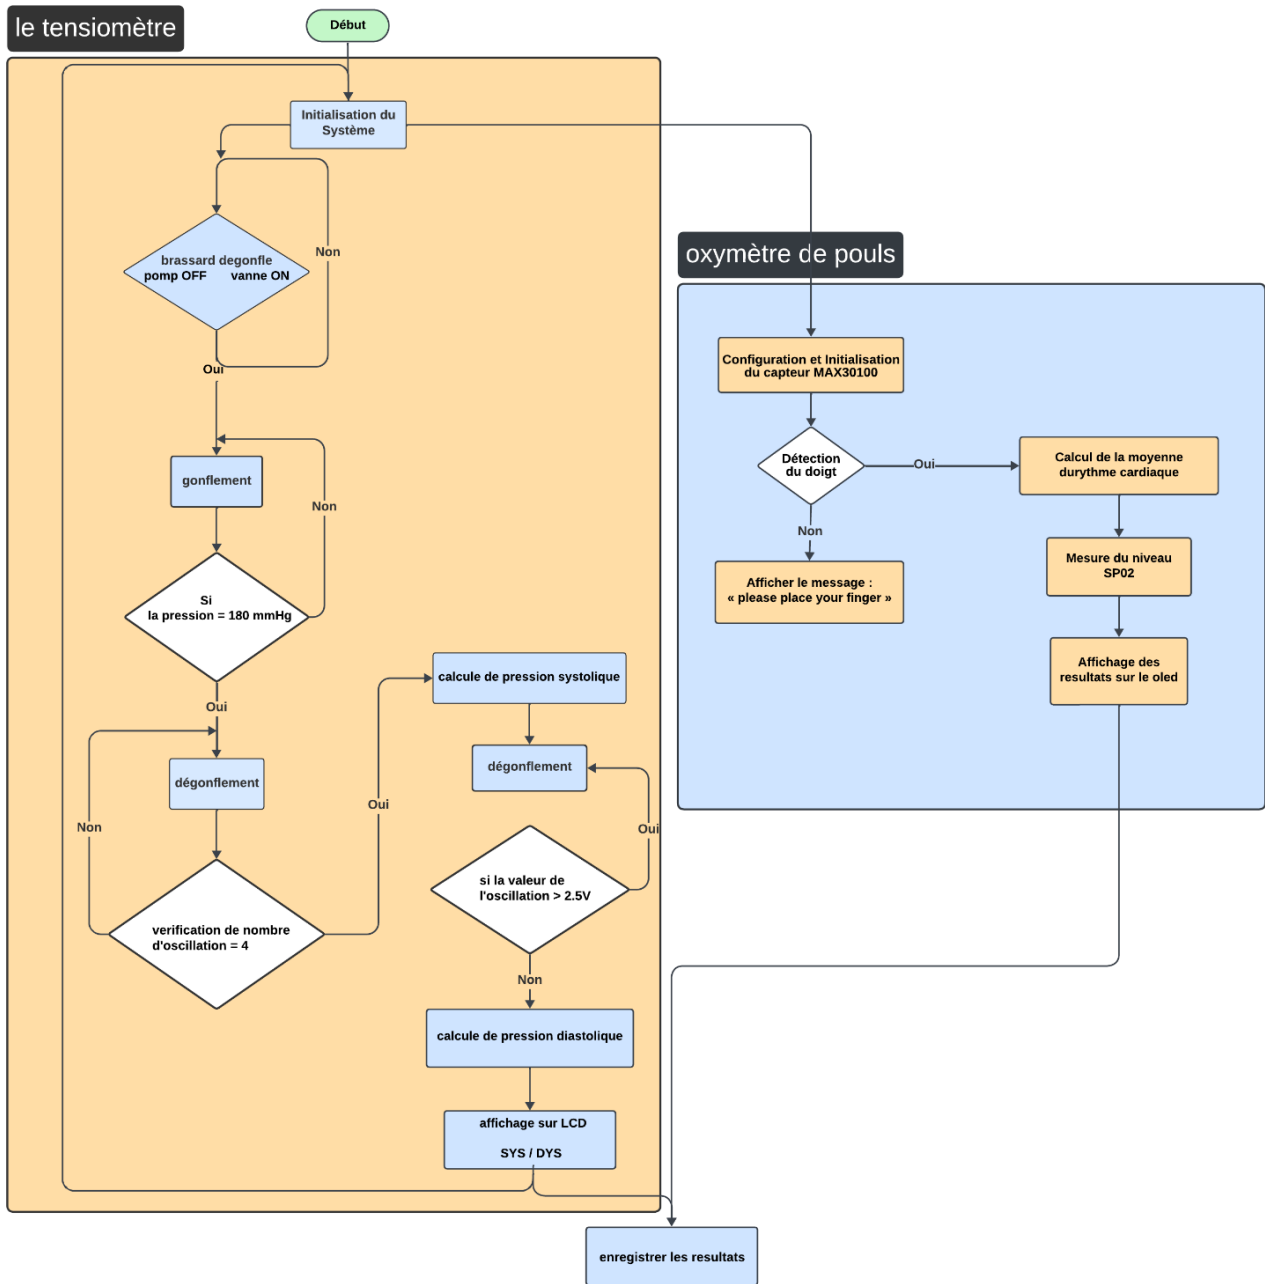 le tensiomètre
Début
Initialisation du
Système
brassard degonfle
pomp OFF vanne ON
Non
Oui
gonflement
Non
Si
la pression = 180 mmHg
Oui
dégonflement
Non
verification de nombre
d'oscillation = 4
Oui
calcule de pression systolique
dégonflement
Oui
si la valeur de
l'oscillation > 2.5V
Non
calcule de pression diastolique
affichage sur LCD
SYS / DYS
oxymètre de pouls
Configuration et Initialisation
du capteur MAX30100
Détection
du doigt
Oui
Non
Afficher le message :
« please place your finger »
Calcul de la moyenne
durythme cardiaque
Mesure du niveau
SP02
Affichage des
resultats sur le oled
enregistrer les resultats